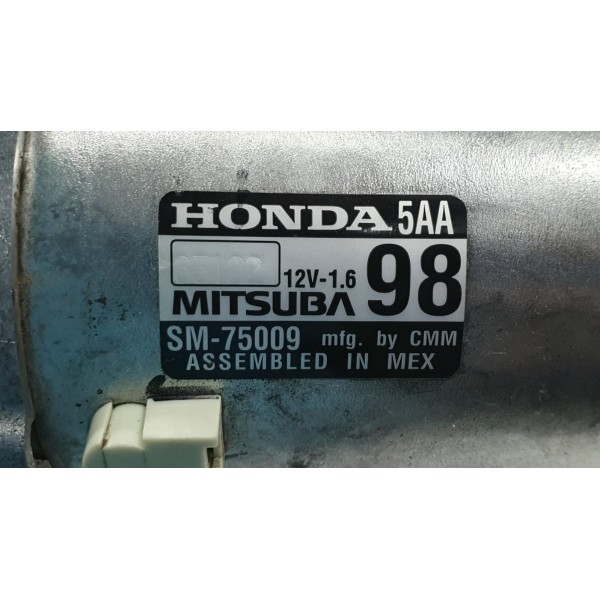 HONDA 5AA
12V-1.6 98
MITSUBA
SM-75009 mfg. by CMM
ASSEMBLED IN MEX